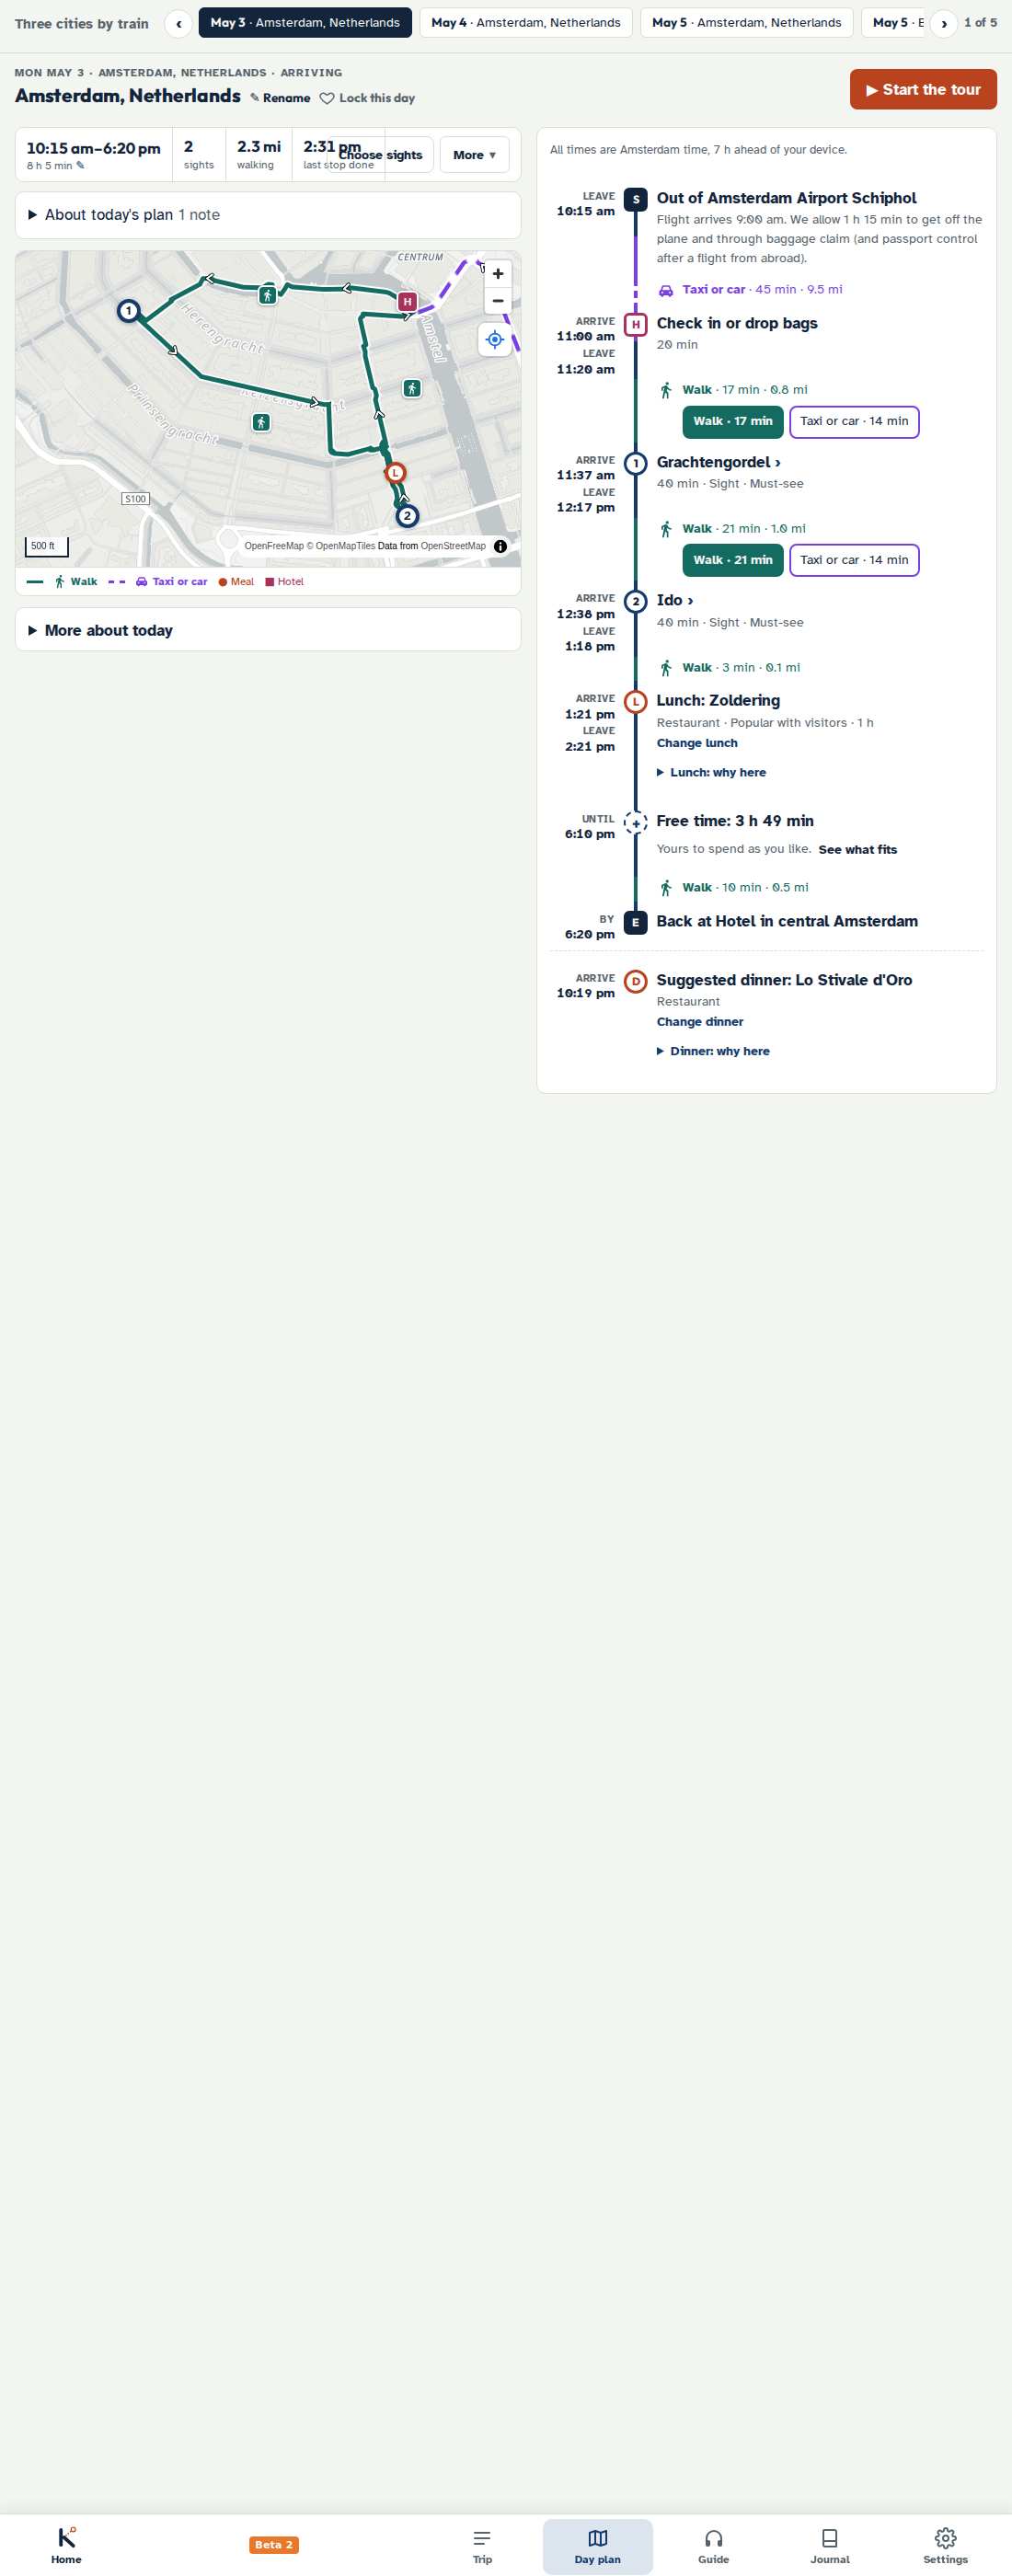 Three cities by train
‹
May 3 · Amsterdam, Netherlands
May 4 · Amsterdam, Netherlands
May 5 · Amsterdam, Netherlands
May 5 · E
›
1 of 5
MON MAY 3 · AMSTERDAM, NETHERLANDS · ARRIVING
Amsterdam, Netherlands ✎ Rename Lock this day
▶ Start the tour
10:15 am–6:20 pm
8 h 5 min ✎
2
sights
2.3 mi
walking
2:31 pm
last stop done
Choose sights
More ▼
▶ About today's plan 1 note
CENTRUM
Herengracht
Prinsengracht
Amstel
S100
1
H
L
2
+
−
500 ft
OpenFreeMap © OpenMapTiles Data from OpenStreetMap
Walk
Taxi or car
Meal
Hotel
▶ More about today
All times are Amsterdam time, 7 h ahead of your device.
LEAVE
10:15 am
S
Out of Amsterdam Airport Schiphol
Flight arrives 9:00 am. We allow 1 h 15 min to get off the
plane and through baggage claim (and passport control
after a flight from abroad).
Taxi or car · 45 min · 9.5 mi
ARRIVE
11:00 am
LEAVE
11:20 am
H
Check in or drop bags
20 min
Walk · 17 min · 0.8 mi
Walk · 17 min
Taxi or car · 14 min
ARRIVE
11:37 am
LEAVE
12:17 pm
1
Grachtengordel ›
40 min · Sight · Must-see
Walk · 21 min · 1.0 mi
Walk · 21 min
Taxi or car · 14 min
ARRIVE
12:38 pm
LEAVE
1:18 pm
2
Ido ›
40 min · Sight · Must-see
Walk · 3 min · 0.1 mi
ARRIVE
1:21 pm
LEAVE
2:21 pm
L
Lunch: Zoldering
Restaurant · Popular with visitors · 1 h
Change lunch
▶ Lunch: why here
UNTIL
6:10 pm
+
Free time: 3 h 49 min
Yours to spend as you like. See what fits
Walk · 10 min · 0.5 mi
BY
6:20 pm
E
Back at Hotel in central Amsterdam
ARRIVE
10:19 pm
D
Suggested dinner: Lo Stivale d'Oro
Restaurant
Change dinner
▶ Dinner: why here
Home
Beta 2
Trip
Day plan
Guide
Journal
Settings